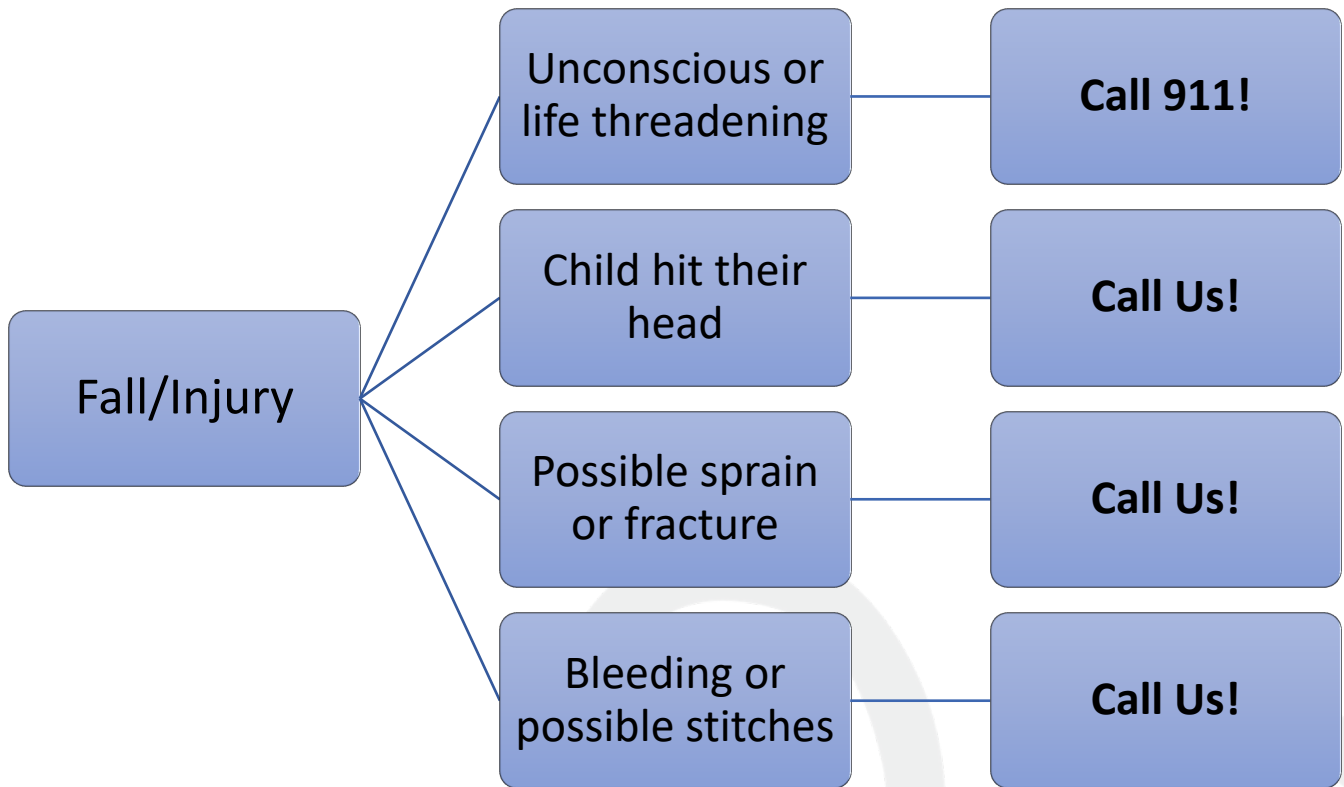 Unconscious or
life threadening
Call 911!
Child hit their
head
Call Us!
Fall/Injury
Possible sprain
or fracture
Call Us!
Bleeding or
possible stitches
Call Us!